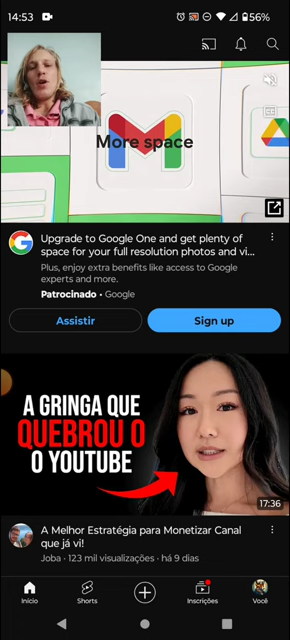 14:53
56%
More space
Upgrade to Google One and get plenty of
space for your full resolution photos and vi...
Plus, enjoy extra benefits like access to Google
experts and more.
Patrocinado • Google
Assistir
Sign up
A GRINGA QUE
QUEBROU O
O YOUTUBE
17:36
A Melhor Estratégia para Monetizar Canal
que já vi!
Joba • 123 mil visualizações • há 9 dias
Início
Shorts
Inscrições
Você